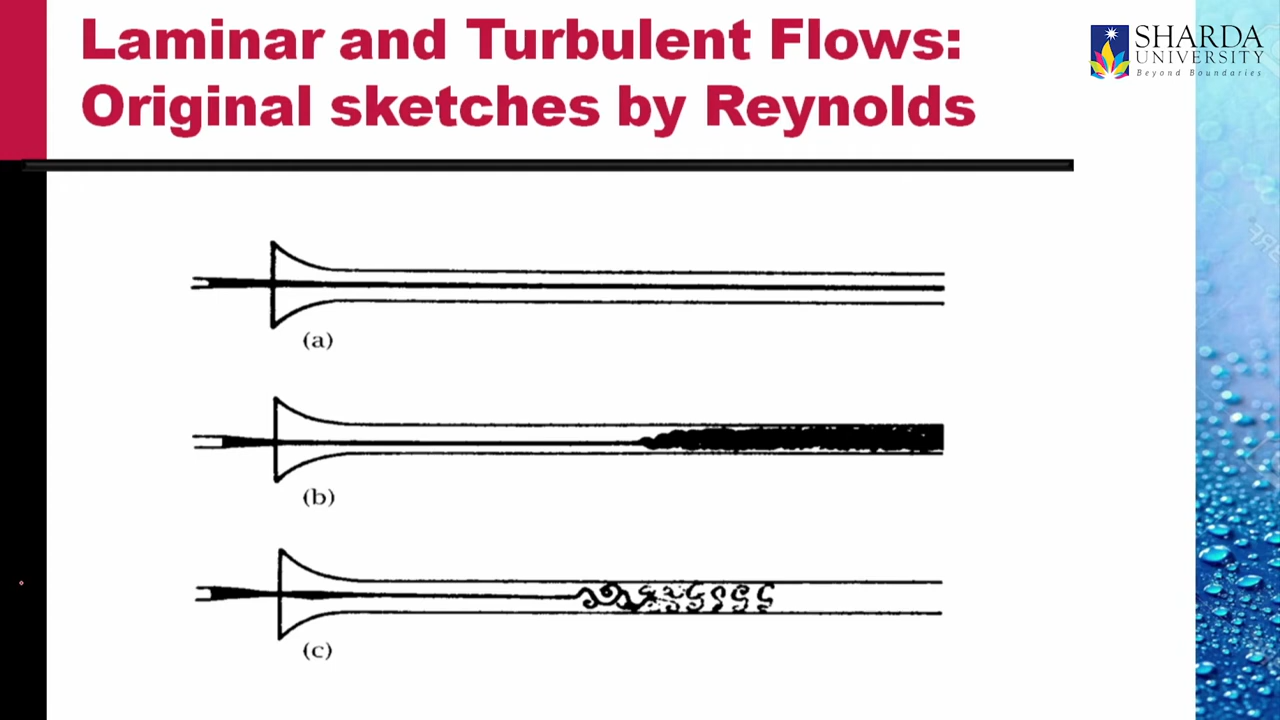 Laminar and Turbulent Flows:
Original sketches by Reynolds
SHARDA
UNIVERSITY
Beyond Boundaries
(a)
(b)
(c)